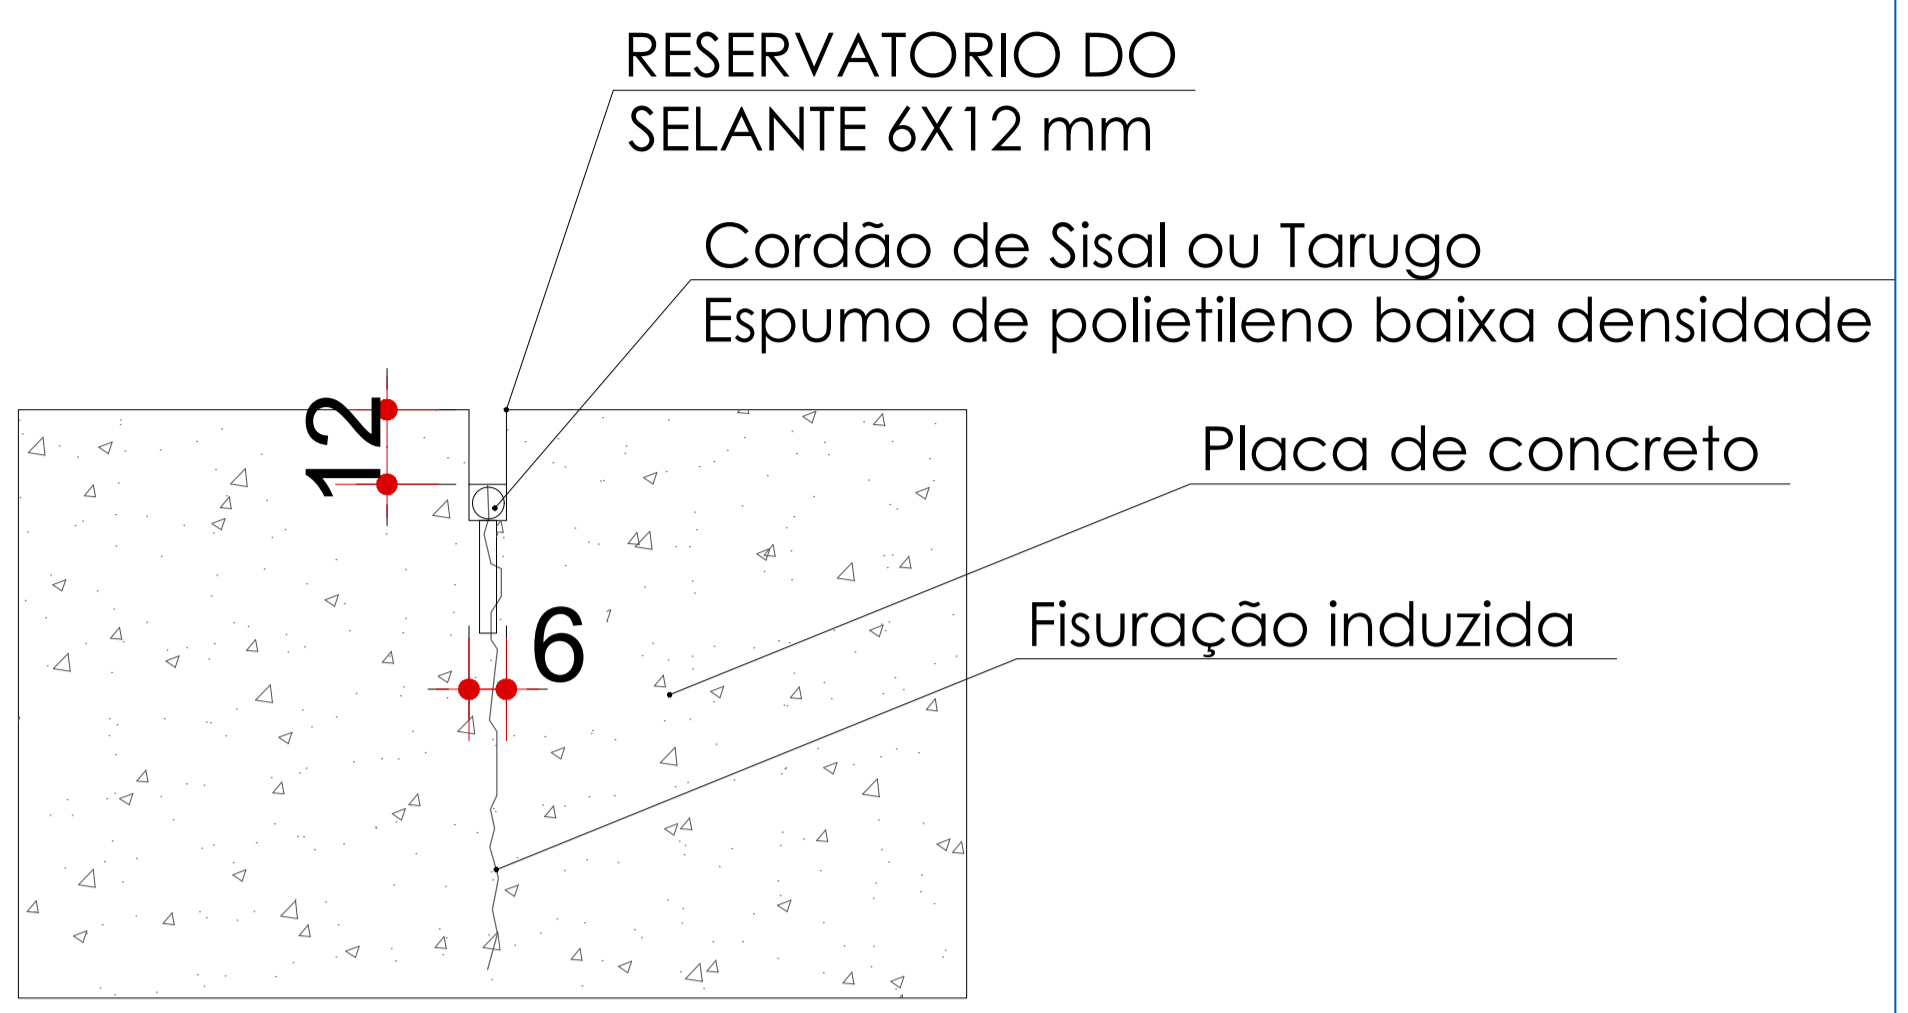 RESERVATORIO DO
SELANTE 6X12 mm
Cordão de Sisal ou Tarugo
Espumo de polietileno baixa densidade
12
Placa de concreto
6
Fisuração induzida